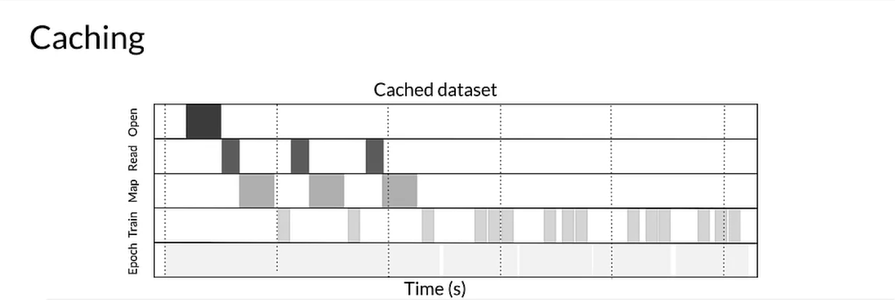 Caching
Cached dataset
Open
Read
Map
Train
Epoch
Time (s)